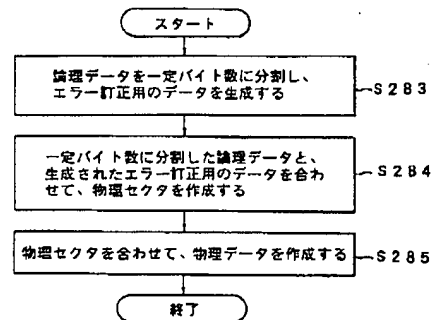 スタート
論理データを一定バイト数に分割し、
エラー訂正用のデータを生成する
S283
一定バイト数に分割した論理データと、
生成されたエラー訂正用のデータを合わ
せて、物理セクタを作成する
S284
物理セクタを合わせて、物理データを作成する
S285
終了